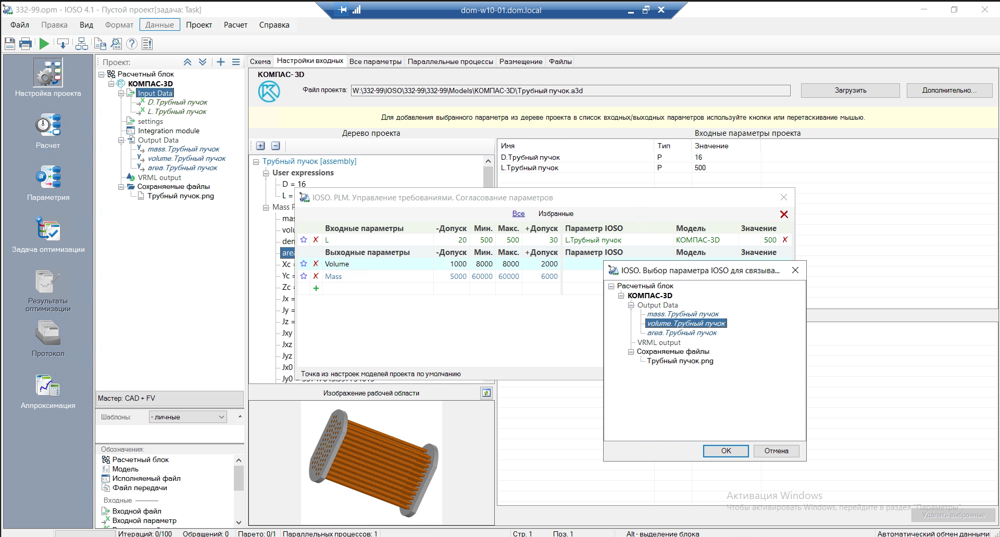 332-99.opm - IOSO 4.1 - Пустой проект[задача: Task]
dom-w10-01.dom.local
Файл Правка Вид Формат Данные Проект Расчет Справка
Настройка проекта
Расчет
Параметрия
Задача оптимизации
Результаты
оптимизации
Протокол
Аппроксимация
Проект:
Расчетный блок
КОМПАС-3D
Input Data
D.Трубный пучок
L.Трубный пучок
settings
Integration module
Output Data
mass.Трубный пучок
volume.Трубный пучок
area.Трубный пучок
VRML output
Сохраняемые файлы
Трубный пучок.png
Мастер: CAD + FV
Шаблоны: - личные
Обозначения:
Расчетный блок
Модель
Исполняемый файл
Файл передачи
Входные
Входной файл
Входной параметр
Схема Настройки входных Все параметры Параллельные процессы Размещение Файлы
КОМПАС- 3D
Файл проекта: W:\332-99\IOSO\332-99\332-99\Models\КОМПАС-3D\Трубный пучок.a3d Загрузить Дополнительно...
Для добавления выбранного параметра из дереве проекта в список входных/выходных параметров используйте кнопки или перетаскивание мышью.
Дерево проекта
Входные параметры проекта
Имя Тип Значение
D.Трубный пучок P 16
L.Трубный пучок P 500
Трубный пучок [assembly]
User expressions
D = 16
L =
Mass P
mas
volu
den
area
Xc =
Yc =
Zc =
Jx =
Jy =
Jz =
Jxy
Jxz
Jyz
Jx0
Jy0
Изображение рабочей области
IOSO. PLM. Управление требованиями. Согласование параметров
Все Избранные
Входные параметры -Допуск Мин. Макс. +Допуск Параметр IOSO Модель Значение
L 20 500 500 30 L.Трубный пучок КОМПАС-3D 500
Выходные параметры -Допуск Мин. Макс. +Допуск Параметр IOSO Модель Значение
Volume 1000 8000 8000 2000
Mass 5000 60000 60000 6000
Точка из настроек моделей проекта по умолчанию
IOSO. Выбор параметра IOSO для связыва...
Расчетный блок
КОМПАС-3D
Output Data
mass.Трубный пучок
volume.Трубный пучок
area.Трубный пучок
VRML output
Сохраняемые файлы
Трубный пучок.png
OK Отмена
Активация Windows
Чтобы активировать Windows, перейдите в раздел "Параметры".
Удалить выбранные
Итераций: 0/100 Обращений: 0 Парето: 0/1 Параллельных процессов: 1 Стр. 1 Поз. 1 Alt - выделение блока Автоматический обмен данными